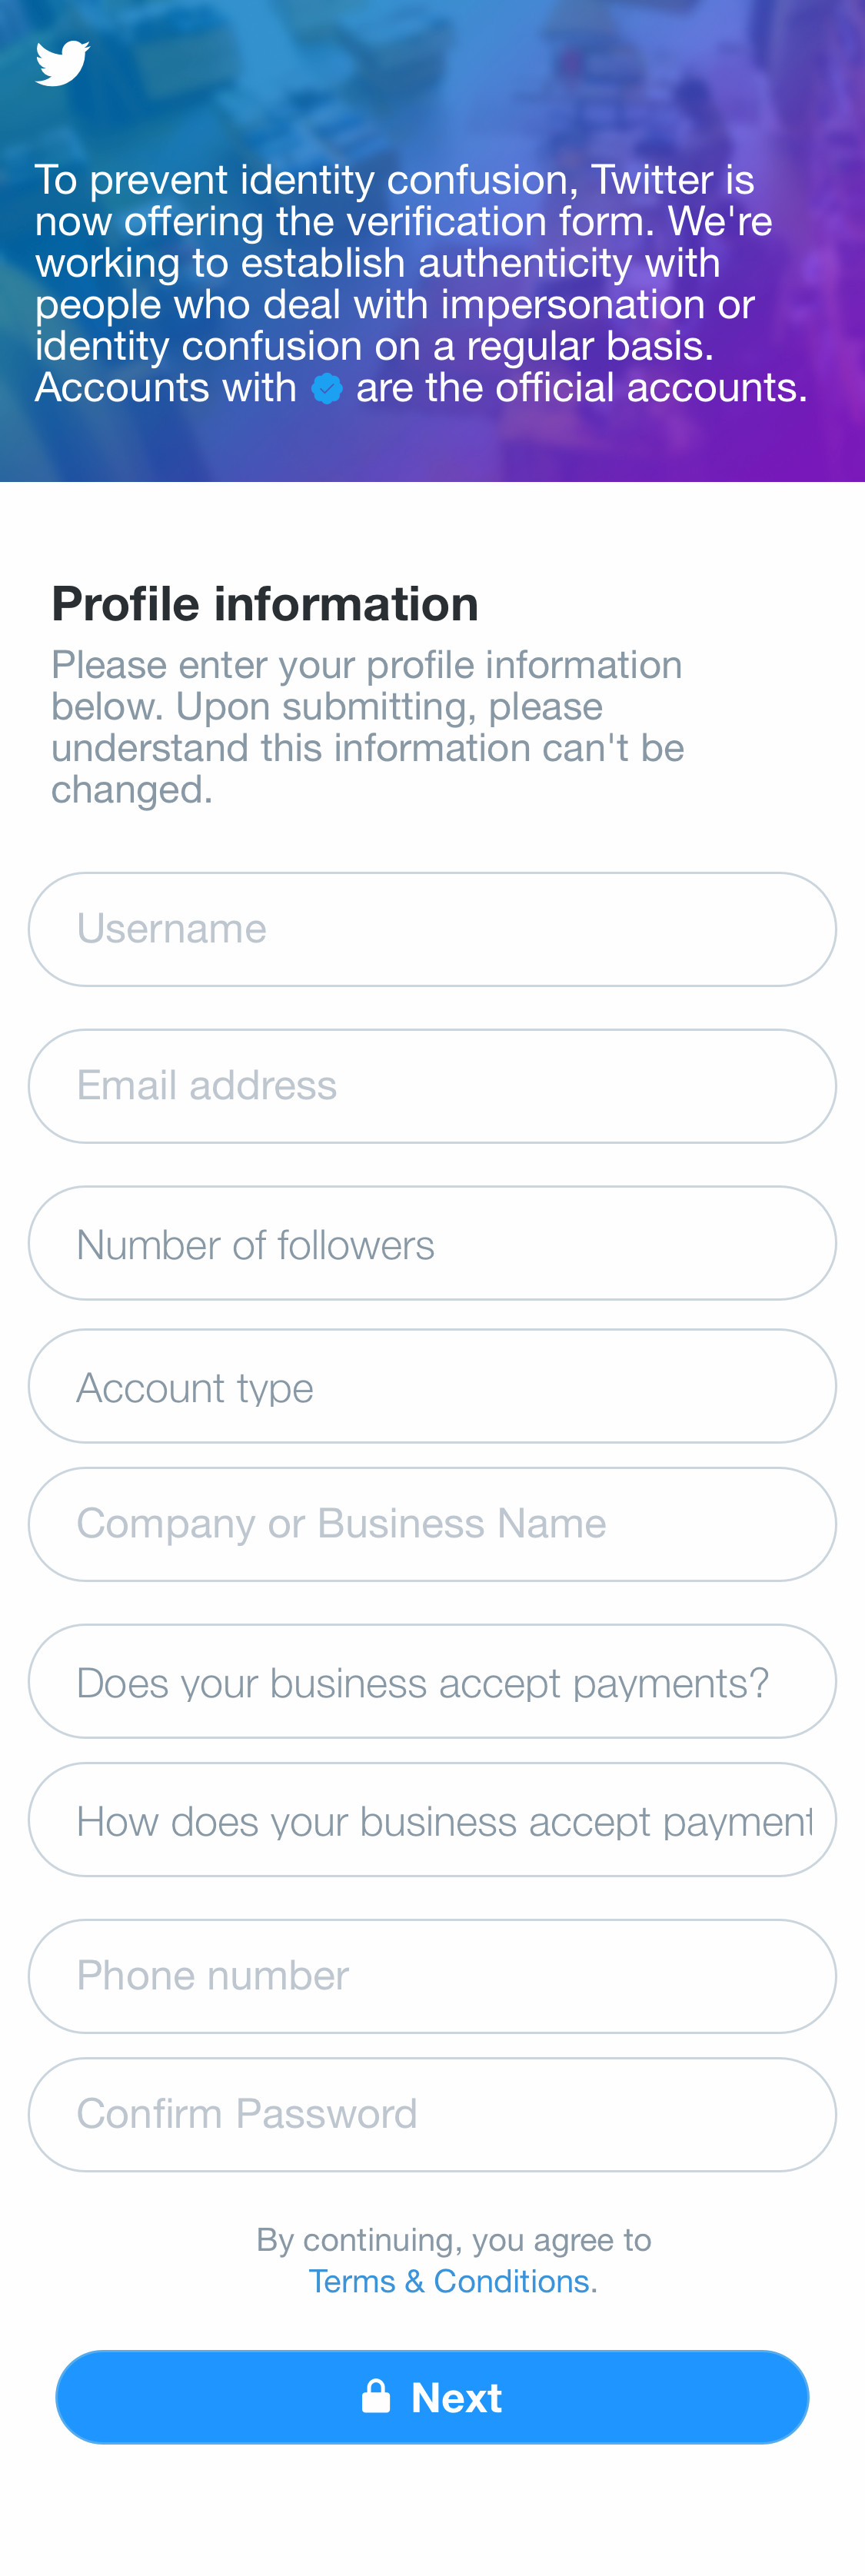 To prevent identity confusion, Twitter is
now offering the verification form. We're
working to establish authenticity with
people who deal with impersonation or
identity confusion on a regular basis.
Accounts with are the official accounts.
Profile information
Please enter your profile information
below. Upon submitting, please
understand this information can't be
changed.
Username
Email address
Number of followers
Account type
Company or Business Name
Does your business accept payments?
How does your business accept payment
Phone number
Confirm Password
By continuing, you agree to
Terms & Conditions.
Next